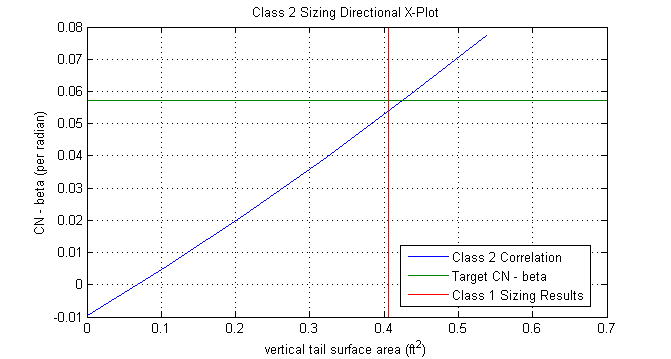 Class 2 Sizing Directional X-Plot
0.08
0.07
0.06
0.05
0.04
0.03
0.02
0.01
0
-0.01
CN - beta (per radian)
Class 2 Correlation
Target CN - beta
Class 1 Sizing Results
0 0.1 0.2 0.3 0.4 0.5 0.6 0.7
vertical tail surface area (ft²)